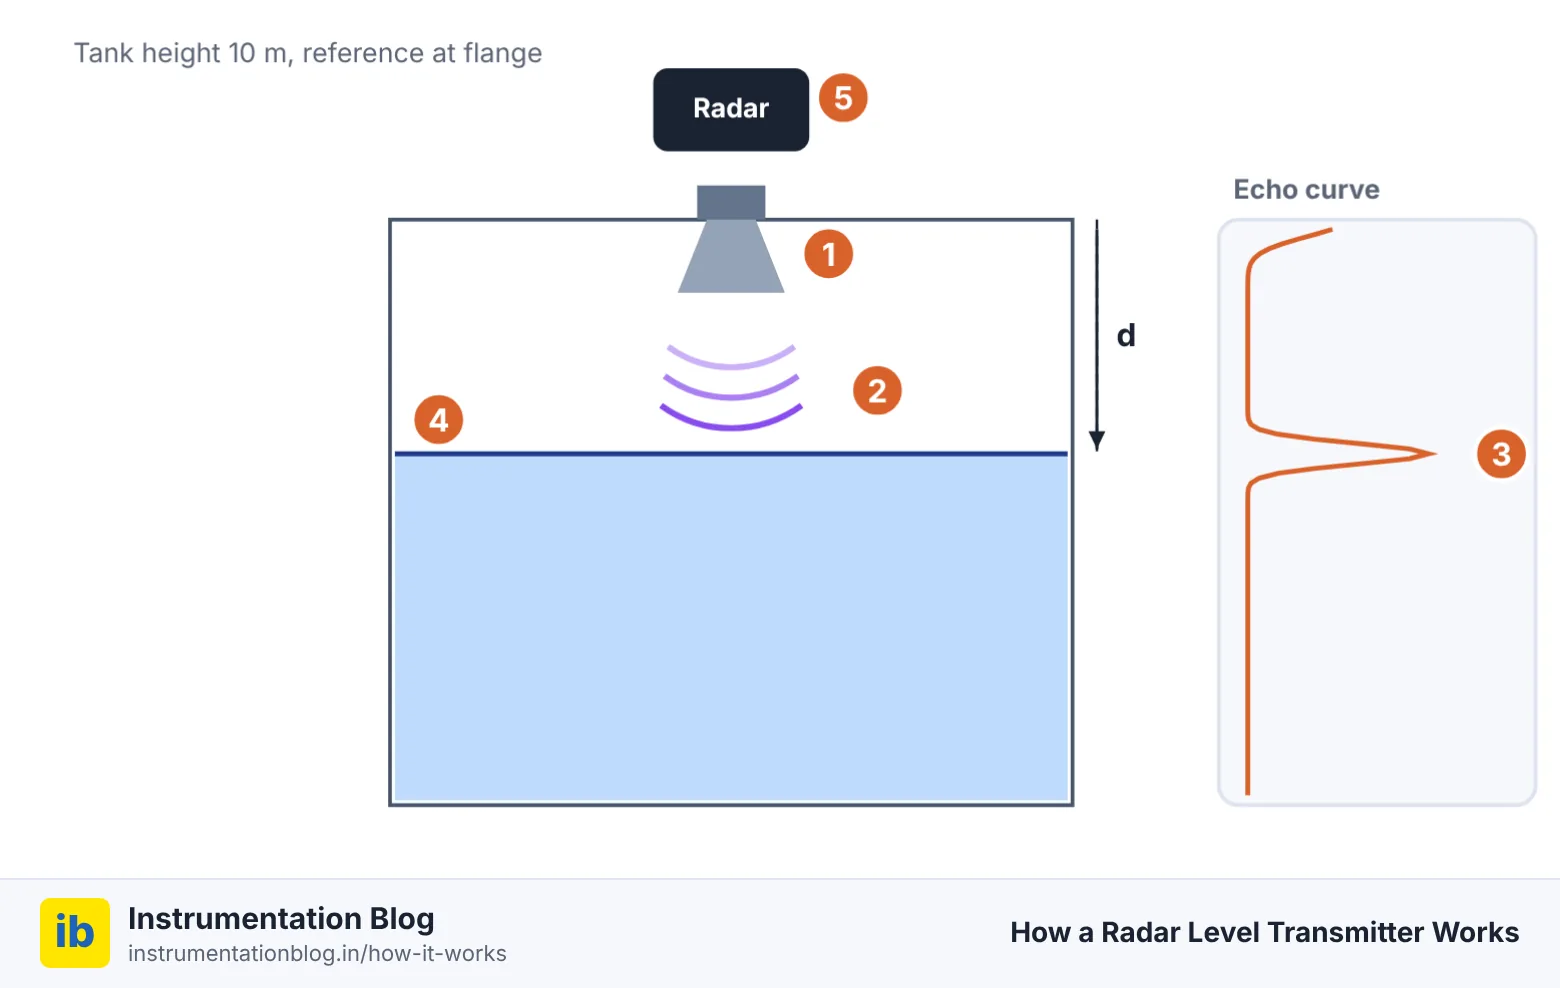 Tank height 10 m, reference at flange
Radar
5
Echo curve
1
d
2
4
3
ib
Instrumentation Blog
instrumentationblog.in/how-it-works
How a Radar Level Transmitter Works